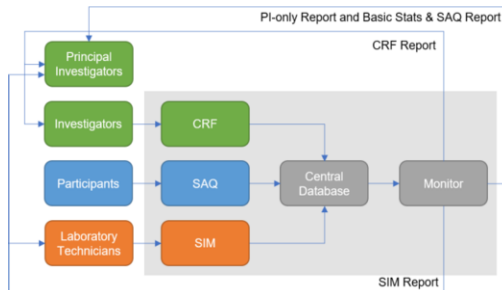 PI-only Report and Basic Stats & SAQ Report
CRF Report
Principal
Investigators
Investigators
CRF
Participants
SAQ
Central
Database
Monitor
Laboratory
Technicians
SIM
SIM Report